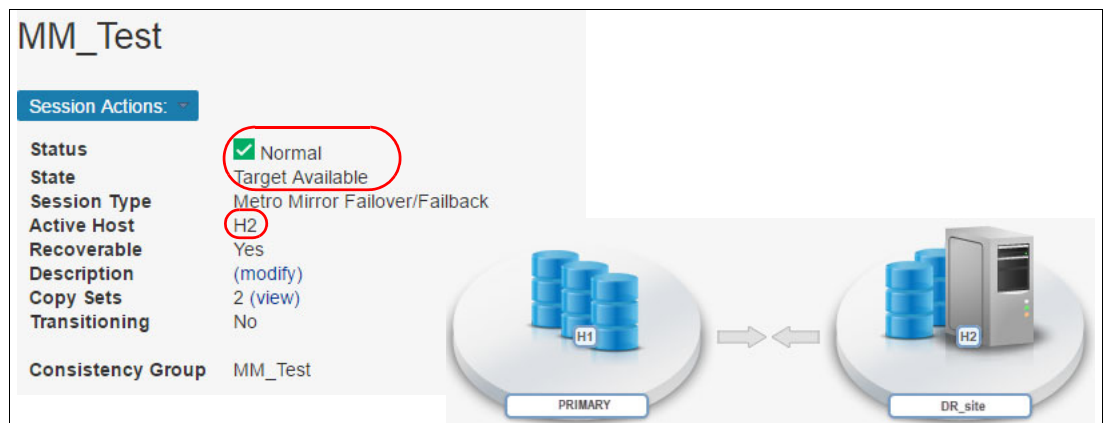 MM_Test
Session Actions:
Status Normal
State Target Available
Session Type Metro Mirror Failover/Failback
Active Host H2
Recoverable Yes
Description (modify)
Copy Sets 2 (view)
Transitioning No
Consistency Group MM_Test
H1
H2
PRIMARY
DR_site